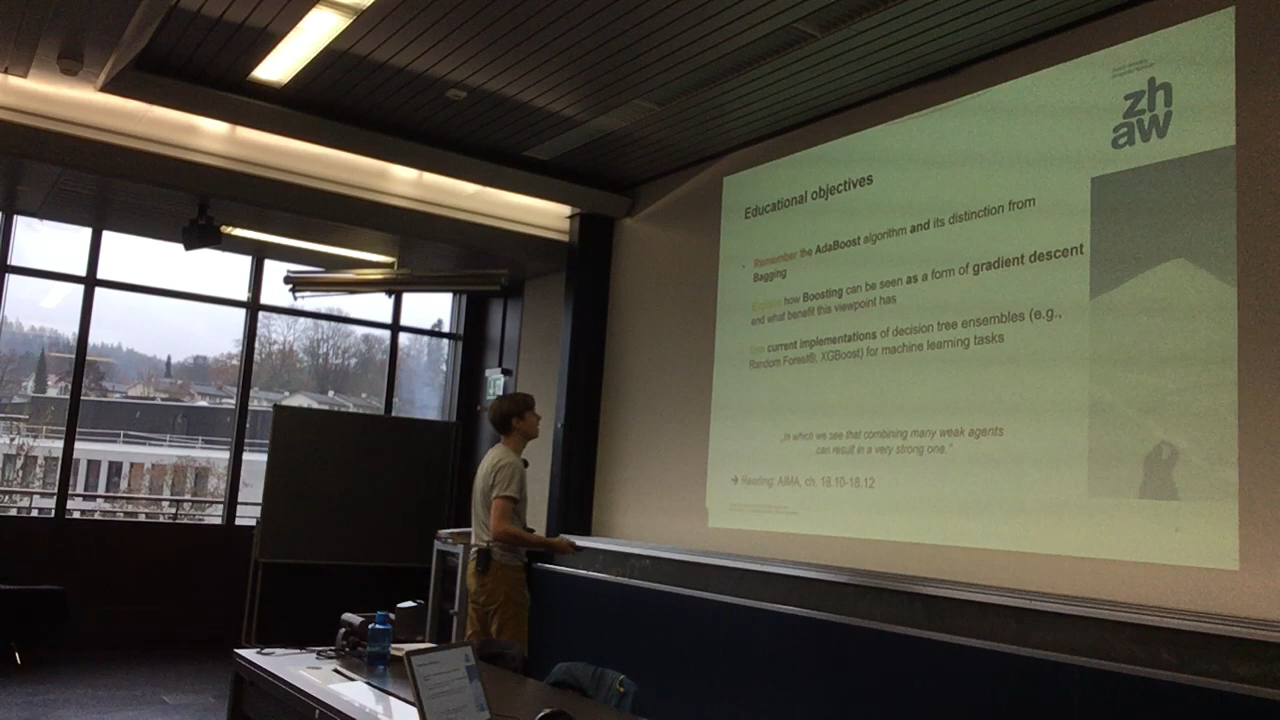 zh
aw
Educational objectives
Remember the AdaBoost algorithm and its distinction from
Bagging
Explain how Boosting can be seen as a form of gradient descent
and what benefit this viewpoint has
Use current implementations of decision tree ensembles (e.g.,
Random Forest®, XGBoost) for machine learning tasks
„In which we see that combining many weak agents
can result in a very strong one.“
➔ Reading: AIMA, ch. 18.10-18.12